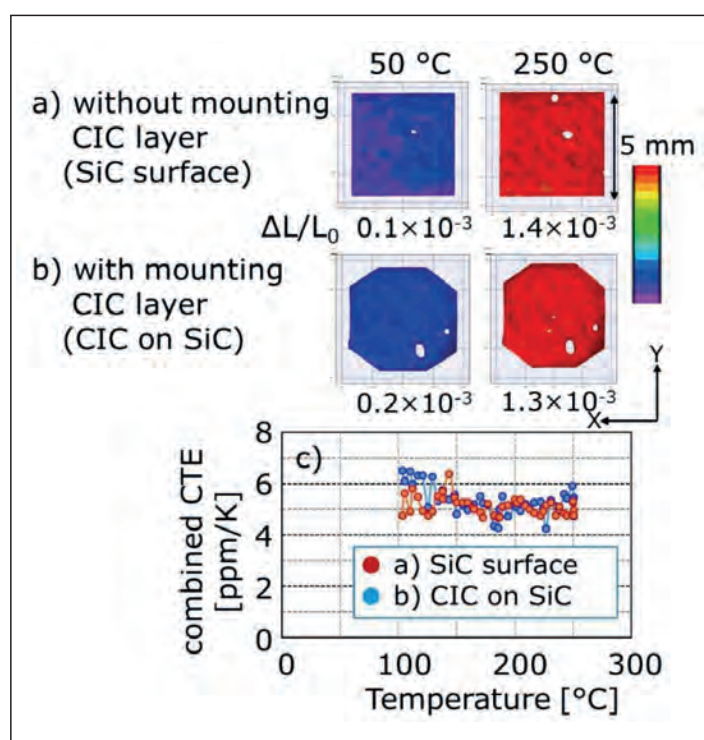 50 °C 250 °C
a) without mounting
CIC layer
(SiC surface)
5 mm
ΔL/L₀ 0.1×10⁻³ 1.4×10⁻³
b) with mounting
CIC layer
(CIC on SiC)
0.2×10⁻³ 1.3×10⁻³
Y
X
c)
combined CTE
[ppm/K]
8
6
4
2
0
a) SiC surface
b) CIC on SiC
0 100 200 300
Temperature [°C]